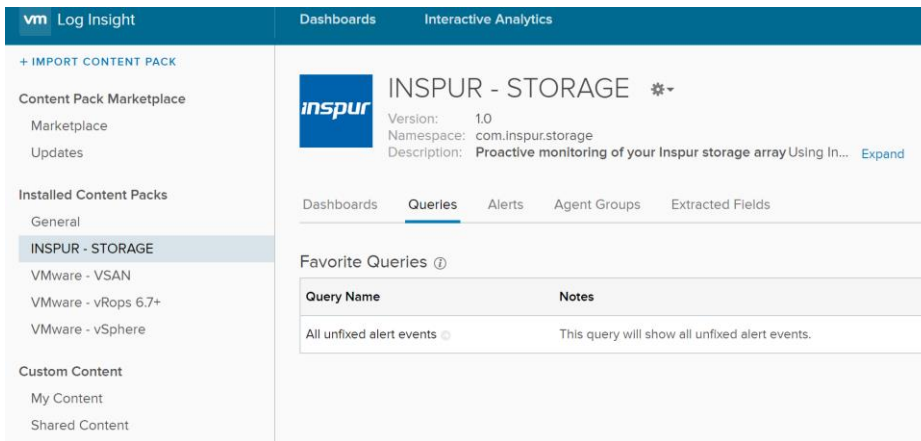 vm Log Insight
Dashboards Interactive Analytics
+ IMPORT CONTENT PACK
Content Pack Marketplace
Marketplace
Updates
Installed Content Packs
General
INSPUR - STORAGE
VMware - VSAN
VMware - vRops 6.7+
VMware - vSphere
Custom Content
My Content
Shared Content
inspur
INSPUR - STORAGE
Version: 1.0
Namespace: com.inspur.storage
Description: Proactive monitoring of your Inspur storage array Using In... Expand
Dashboards Queries Alerts Agent Groups Extracted Fields
Favorite Queries i
Query Name Notes
All unfixed alert events This query will show all unfixed alert events.